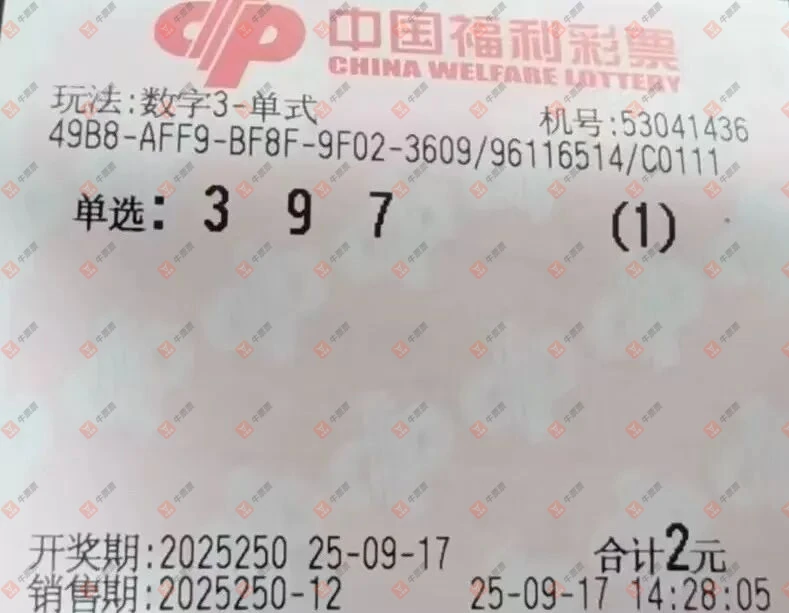 中国福利彩票
CHINA WELFARE LOTTERY
玩法:数字3-单式
机号:53041436
49B8-AFF9-BF8F-9F02-3609/96116514/C0111
单选: 3 9 7 (1)
开奖期:2025250 25-09-17 合计2元
销售期:2025250-12 25-09-17 14:28:05